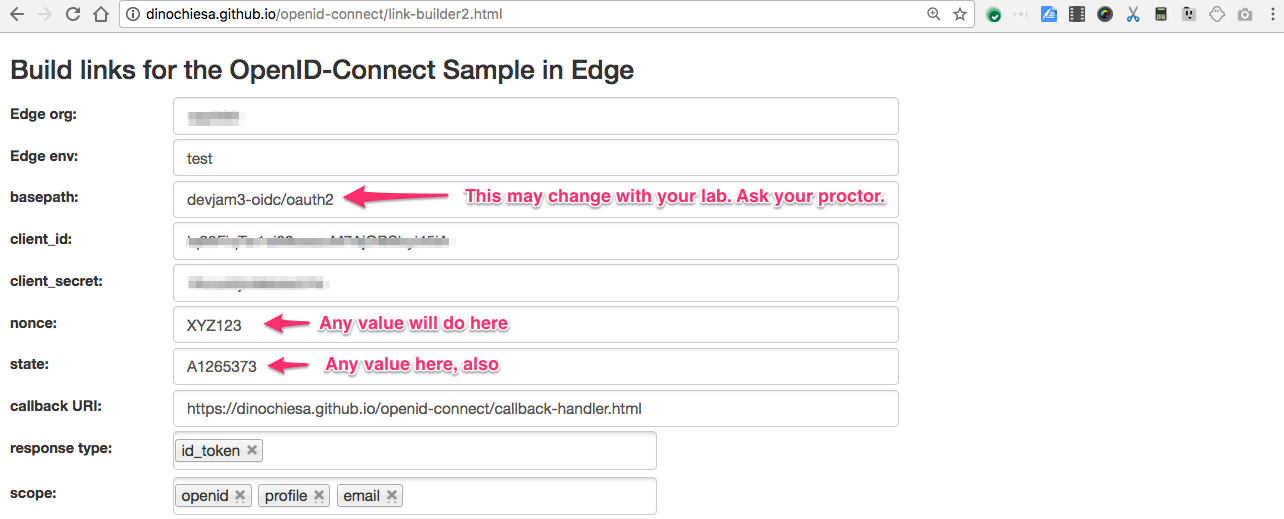 dinochiesa.github.io/openid-connect/link-builder2.html
Build links for the OpenID-Connect Sample in Edge
Edge org:
Edge env: test
basepath: devjam3-oidc/oauth2 This may change with your lab. Ask your proctor.
client_id:
client_secret:
nonce: XYZ123 Any value will do here
state: A1265373 Any value here, also
callback URI: https://dinochiesa.github.io/openid-connect/callback-handler.html
response type: id_token ×
scope: openid × profile × email ×